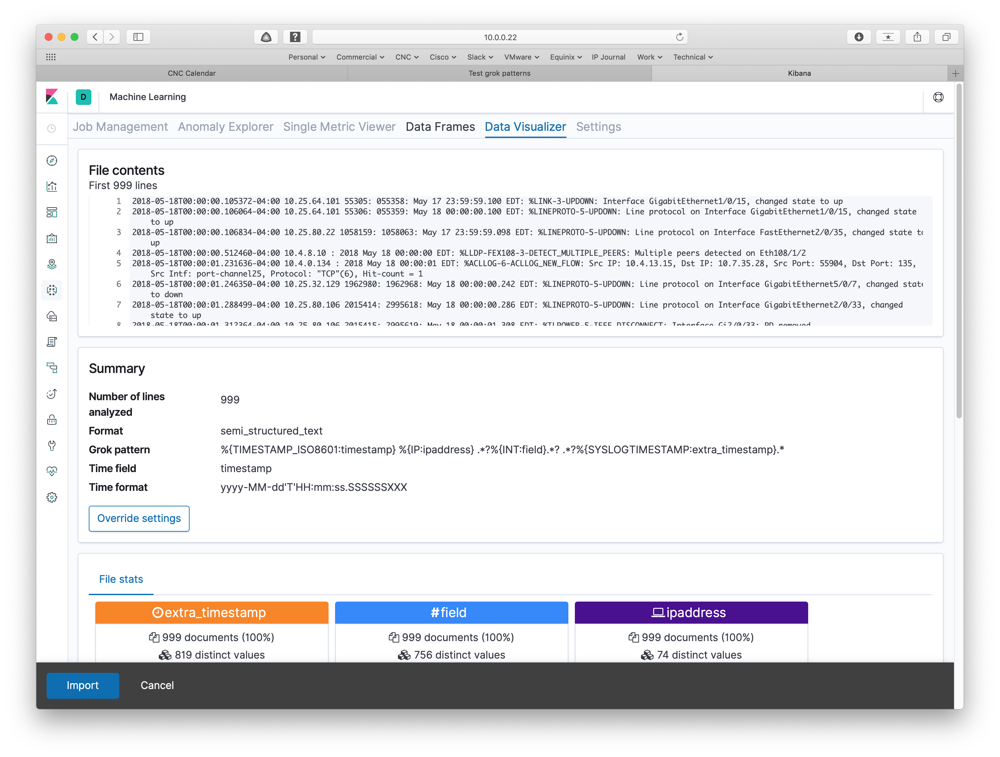 10.0.0.22
Personal Commercial CNC Cisco Slack VMware Equinix IP Journal Work Technical
CNC Calendar Test grok patterns Kibana
D Machine Learning
Job Management Anomaly Explorer Single Metric Viewer Data Frames Data Visualizer Settings
File contents
First 999 lines
1 2018-05-18T00:00:00.105372-04:00 10.25.64.101 55305: 055358: May 17 23:59:59.100 EDT: %LINK-3-UPDOWN: Interface GigabitEthernet1/0/15, changed state to up
2 2018-05-18T00:00:00.106064-04:00 10.25.64.101 55306: 055359: May 18 00:00:00.100 EDT: %LINEPROTO-5-UPDOWN: Line protocol on Interface GigabitEthernet1/0/15, changed state
to up
3 2018-05-18T00:00:00.106834-04:00 10.25.80.22 1058159: 1058063: May 17 23:59:59.098 EDT: %LINEPROTO-5-UPDOWN: Line protocol on Interface FastEthernet2/0/35, changed state to
up
4 2018-05-18T00:00:00.512460-04:00 10.4.8.10 : 2018 May 18 00:00:00 EDT: %LLDP-FEX108-3-DETECT_MULTIPLE_PEERS: Multiple peers detected on Eth108/1/2
5 2018-05-18T00:00:01.231636-04:00 10.4.0.134 : 2018 May 18 00:00:01 EDT: %ACLLOG-6-ACLLOG_NEW_FLOW: Src IP: 10.4.13.15, Dst IP: 10.7.35.28, Src Port: 55904, Dst Port: 135,
Src Intf: port-channel25, Protocol: "TCP"(6), Hit-count = 1
6 2018-05-18T00:00:01.246350-04:00 10.25.32.129 1962980: 1962968: May 18 00:00:00.242 EDT: %LINEPROTO-5-UPDOWN: Line protocol on Interface GigabitEthernet5/0/7, changed state
to down
7 2018-05-18T00:00:01.288499-04:00 10.25.80.106 2015414: 2995618: May 18 00:00:00.286 EDT: %LINEPROTO-5-UPDOWN: Line protocol on Interface GigabitEthernet2/0/33, changed
state to up
8 2018-05-18T00:00:01.312364-04:00 10.25.80.106 2015415: 2995619: May 18 00:00:01.308 EDT: %ILPOWER-5-IEEE_DISCONNECT: Interface Gi2/0/33: PD removed
Summary
Number of lines
analyzed
999
Format semi_structured_text
Grok pattern %{TIMESTAMP_ISO8601:timestamp} %{IP:ipaddress} .*?%{INT:field}.*? .*?%{SYSLOGTIMESTAMP:extra_timestamp}.*
Time field timestamp
Time format yyyy-MM-dd'T'HH:mm:ss.SSSSSSXXX
Override settings
File stats
extra_timestamp #field ipaddress
999 documents (100%) 999 documents (100%) 999 documents (100%)
819 distinct values 756 distinct values 74 distinct values
Import Cancel